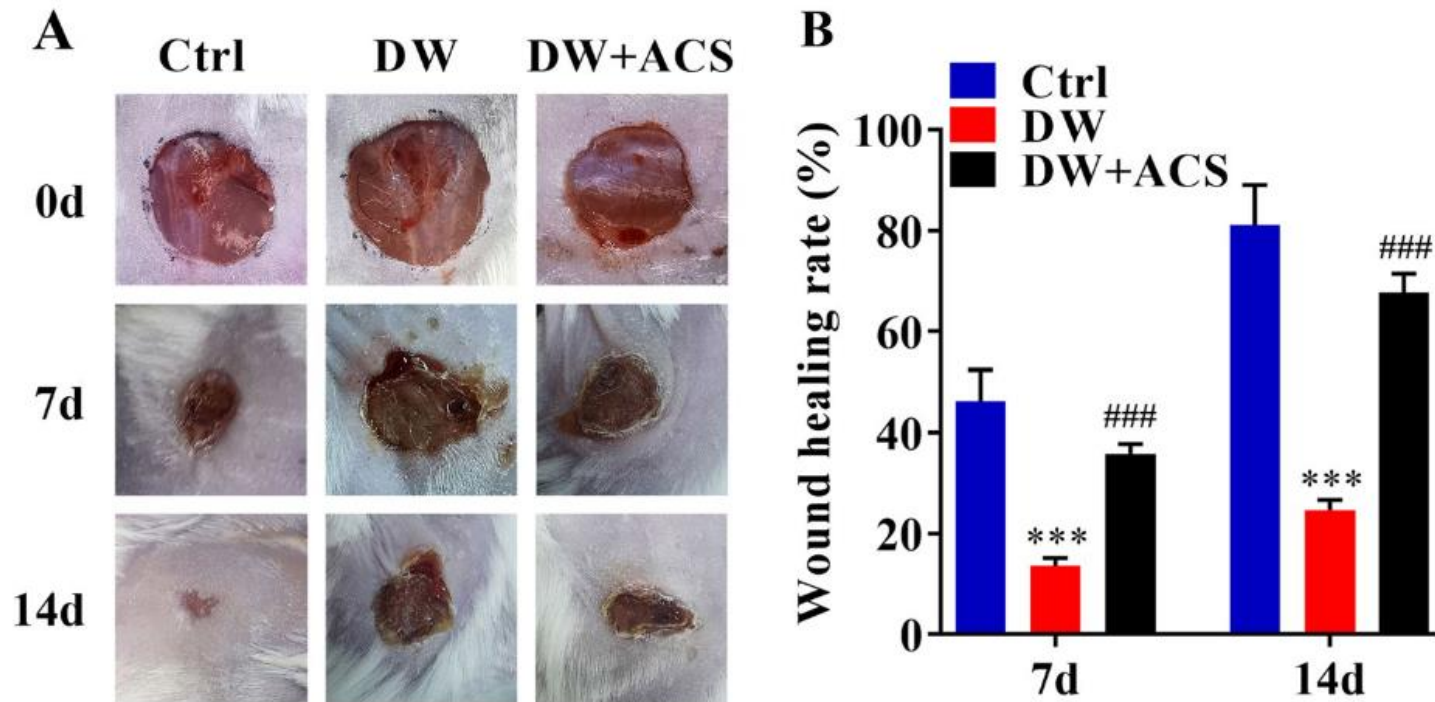 A
Ctrl DW DW+ACS
0d
7d
14d
B
Ctrl
DW
DW+ACS
Wound healing rate (%)
100
80
60
40
20
0
***
###
***
###
7d 14d